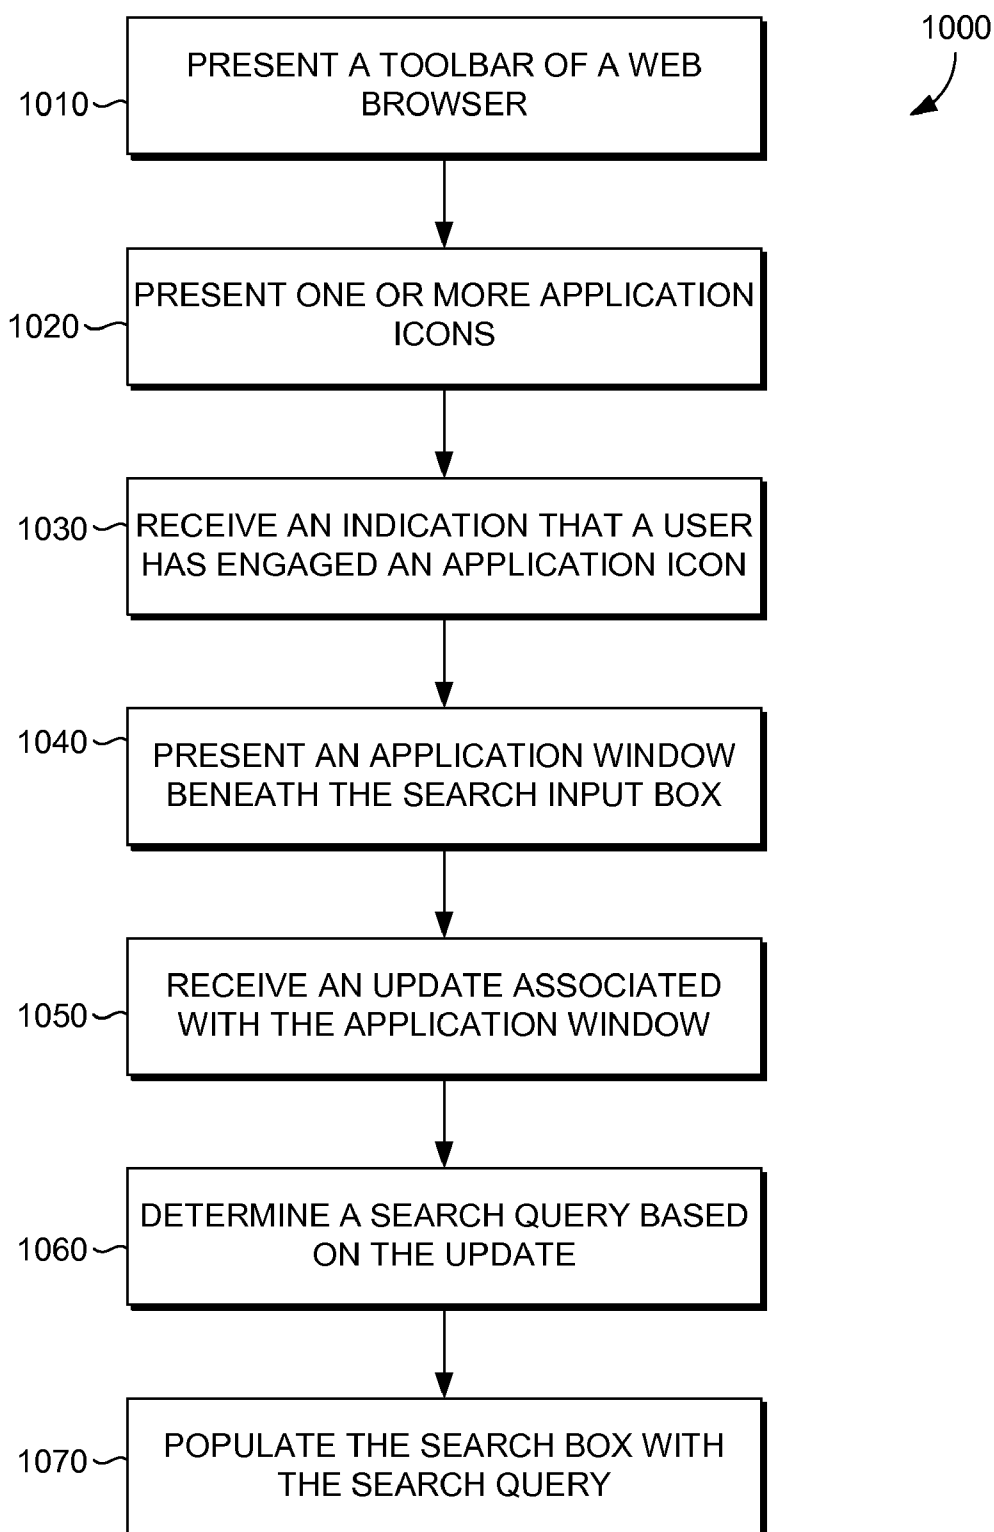 1000
PRESENT A TOOLBAR OF A WEB
BROWSER
1010
PRESENT ONE OR MORE APPLICATION
ICONS
1020
RECEIVE AN INDICATION THAT A USER
HAS ENGAGED AN APPLICATION ICON
1030
PRESENT AN APPLICATION WINDOW
BENEATH THE SEARCH INPUT BOX
1040
RECEIVE AN UPDATE ASSOCIATED
WITH THE APPLICATION WINDOW
1050
DETERMINE A SEARCH QUERY BASED
ON THE UPDATE
1060
POPULATE THE SEARCH BOX WITH
THE SEARCH QUERY
1070